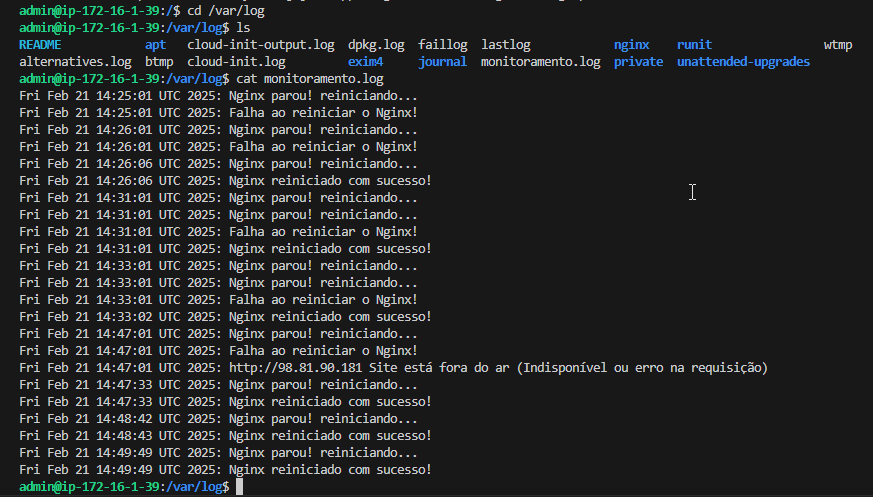 admin@ip-172-16-1-39:/$ cd /var/log
admin@ip-172-16-1-39:/var/log$ ls
README apt cloud-init-output.log dpkg.log faillog lastlog nginx runit wtmp
alternatives.log btmp cloud-init.log exim4 journal monitoramento.log private unattended-upgrades
admin@ip-172-16-1-39:/var/log$ cat monitoramento.log
Fri Feb 21 14:25:01 UTC 2025: Nginx parou! reiniciando...
Fri Feb 21 14:25:01 UTC 2025: Falha ao reiniciar o Nginx!
Fri Feb 21 14:26:01 UTC 2025: Nginx parou! reiniciando...
Fri Feb 21 14:26:01 UTC 2025: Falha ao reiniciar o Nginx!
Fri Feb 21 14:26:06 UTC 2025: Nginx parou! reiniciando...
Fri Feb 21 14:26:06 UTC 2025: Nginx reiniciado com sucesso!
Fri Feb 21 14:31:01 UTC 2025: Nginx parou! reiniciando...
Fri Feb 21 14:31:01 UTC 2025: Nginx parou! reiniciando...
Fri Feb 21 14:31:01 UTC 2025: Falha ao reiniciar o Nginx!
Fri Feb 21 14:31:01 UTC 2025: Nginx reiniciado com sucesso!
Fri Feb 21 14:33:01 UTC 2025: Nginx parou! reiniciando...
Fri Feb 21 14:33:01 UTC 2025: Nginx parou! reiniciando...
Fri Feb 21 14:33:01 UTC 2025: Falha ao reiniciar o Nginx!
Fri Feb 21 14:33:02 UTC 2025: Nginx reiniciado com sucesso!
Fri Feb 21 14:47:01 UTC 2025: Nginx parou! reiniciando...
Fri Feb 21 14:47:01 UTC 2025: Falha ao reiniciar o Nginx!
Fri Feb 21 14:47:01 UTC 2025: http://98.81.90.181 Site está fora do ar (Indisponível ou erro na requisição)
Fri Feb 21 14:47:33 UTC 2025: Nginx parou! reiniciando...
Fri Feb 21 14:47:33 UTC 2025: Nginx reiniciado com sucesso!
Fri Feb 21 14:48:42 UTC 2025: Nginx parou! reiniciando...
Fri Feb 21 14:48:43 UTC 2025: Nginx reiniciado com sucesso!
Fri Feb 21 14:49:49 UTC 2025: Nginx parou! reiniciando...
Fri Feb 21 14:49:49 UTC 2025: Nginx reiniciado com sucesso!
admin@ip-172-16-1-39:/var/log$